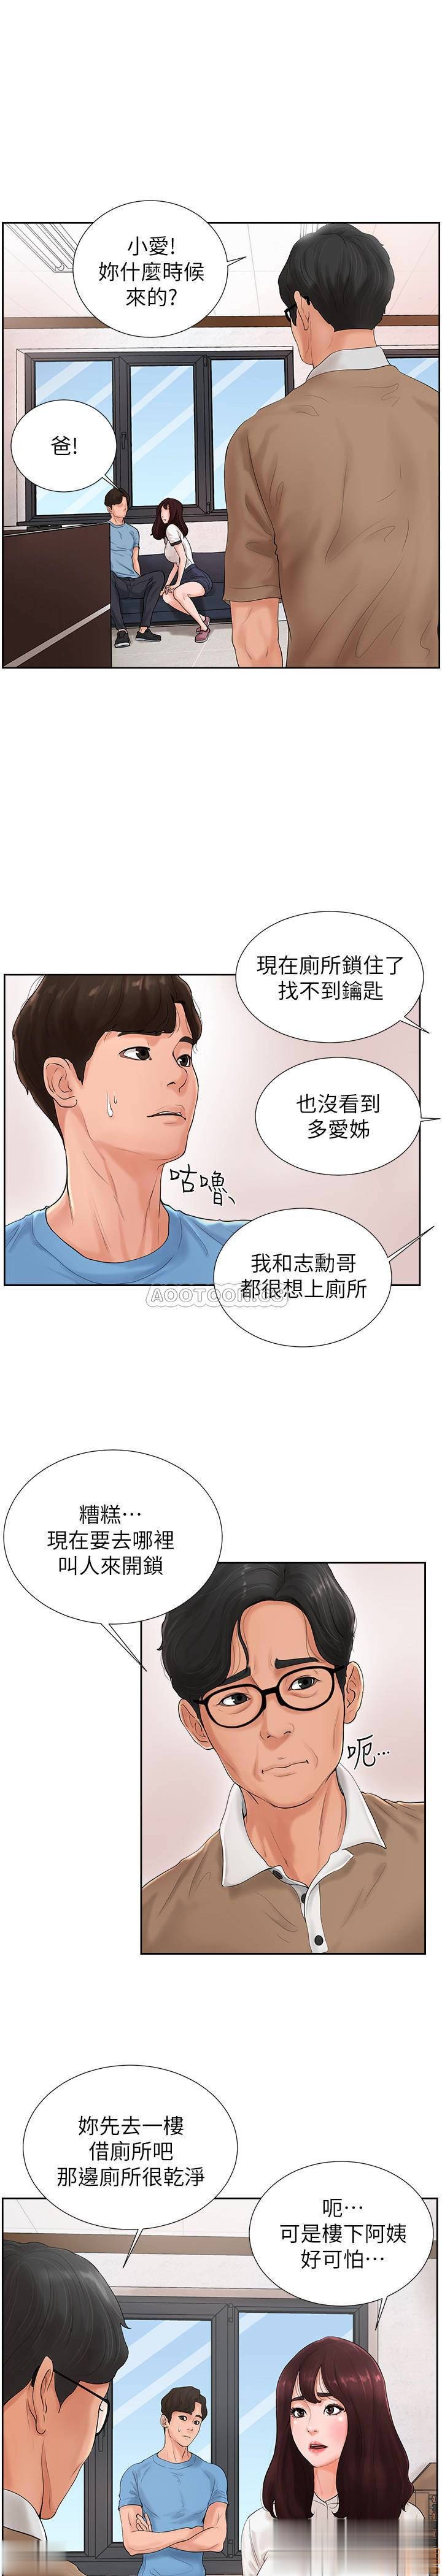 小愛!
妳什麼時候
來的?
爸!
現在廁所鎖住了
找不到鑰匙
也沒看到
多愛姊
咕嚕
我和志勳哥
都很想上廁所
糟糕…
現在要去哪裡
叫人來開鎖
呃…
妳先去一樓
借廁所吧
那邊廁所很乾淨
呃…
可是樓下阿姨
好可怕…